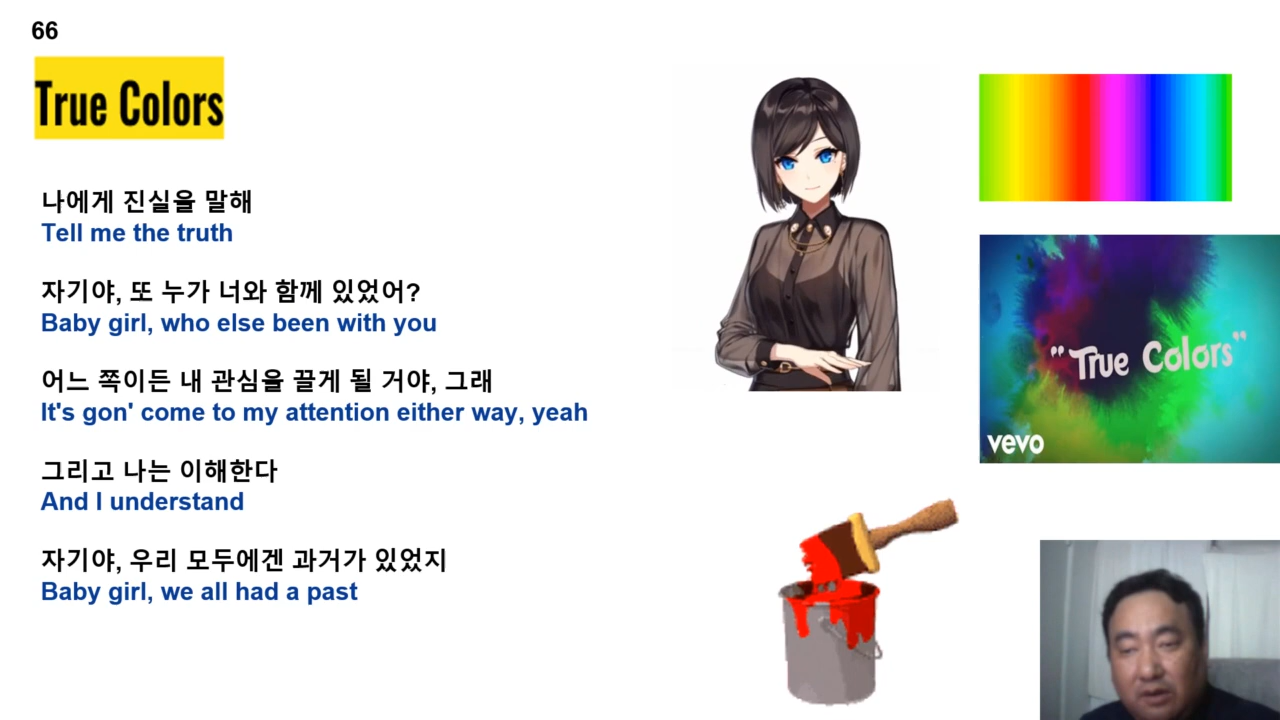 66
True Colors
나에게 진실을 말해
Tell me the truth
자기야, 또 누가 너와 함께 있었어?
Baby girl, who else been with you
어느 쪽이든 내 관심을 끌게 될 거야, 그래
It's gon' come to my attention either way, yeah
그리고 나는 이해한다
And I understand
자기야, 우리 모두에겐 과거가 있었지
Baby girl, we all had a past
"True Colors"
vevo